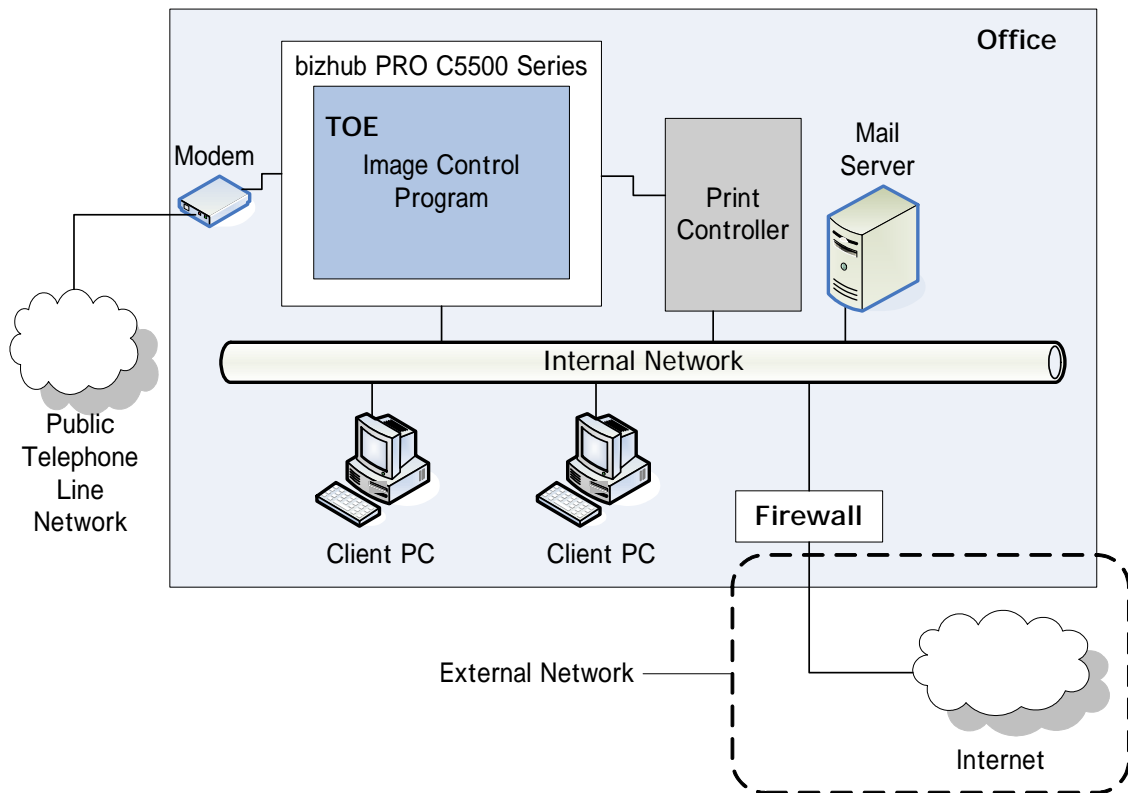 Office
bizhub PRO C5500 Series
TOE
Image Control
Program
Modem
Print
Controller
Mail
Server
Internal Network
Public
Telephone
Line
Network
Client PC
Client PC
Firewall
External Network
Internet